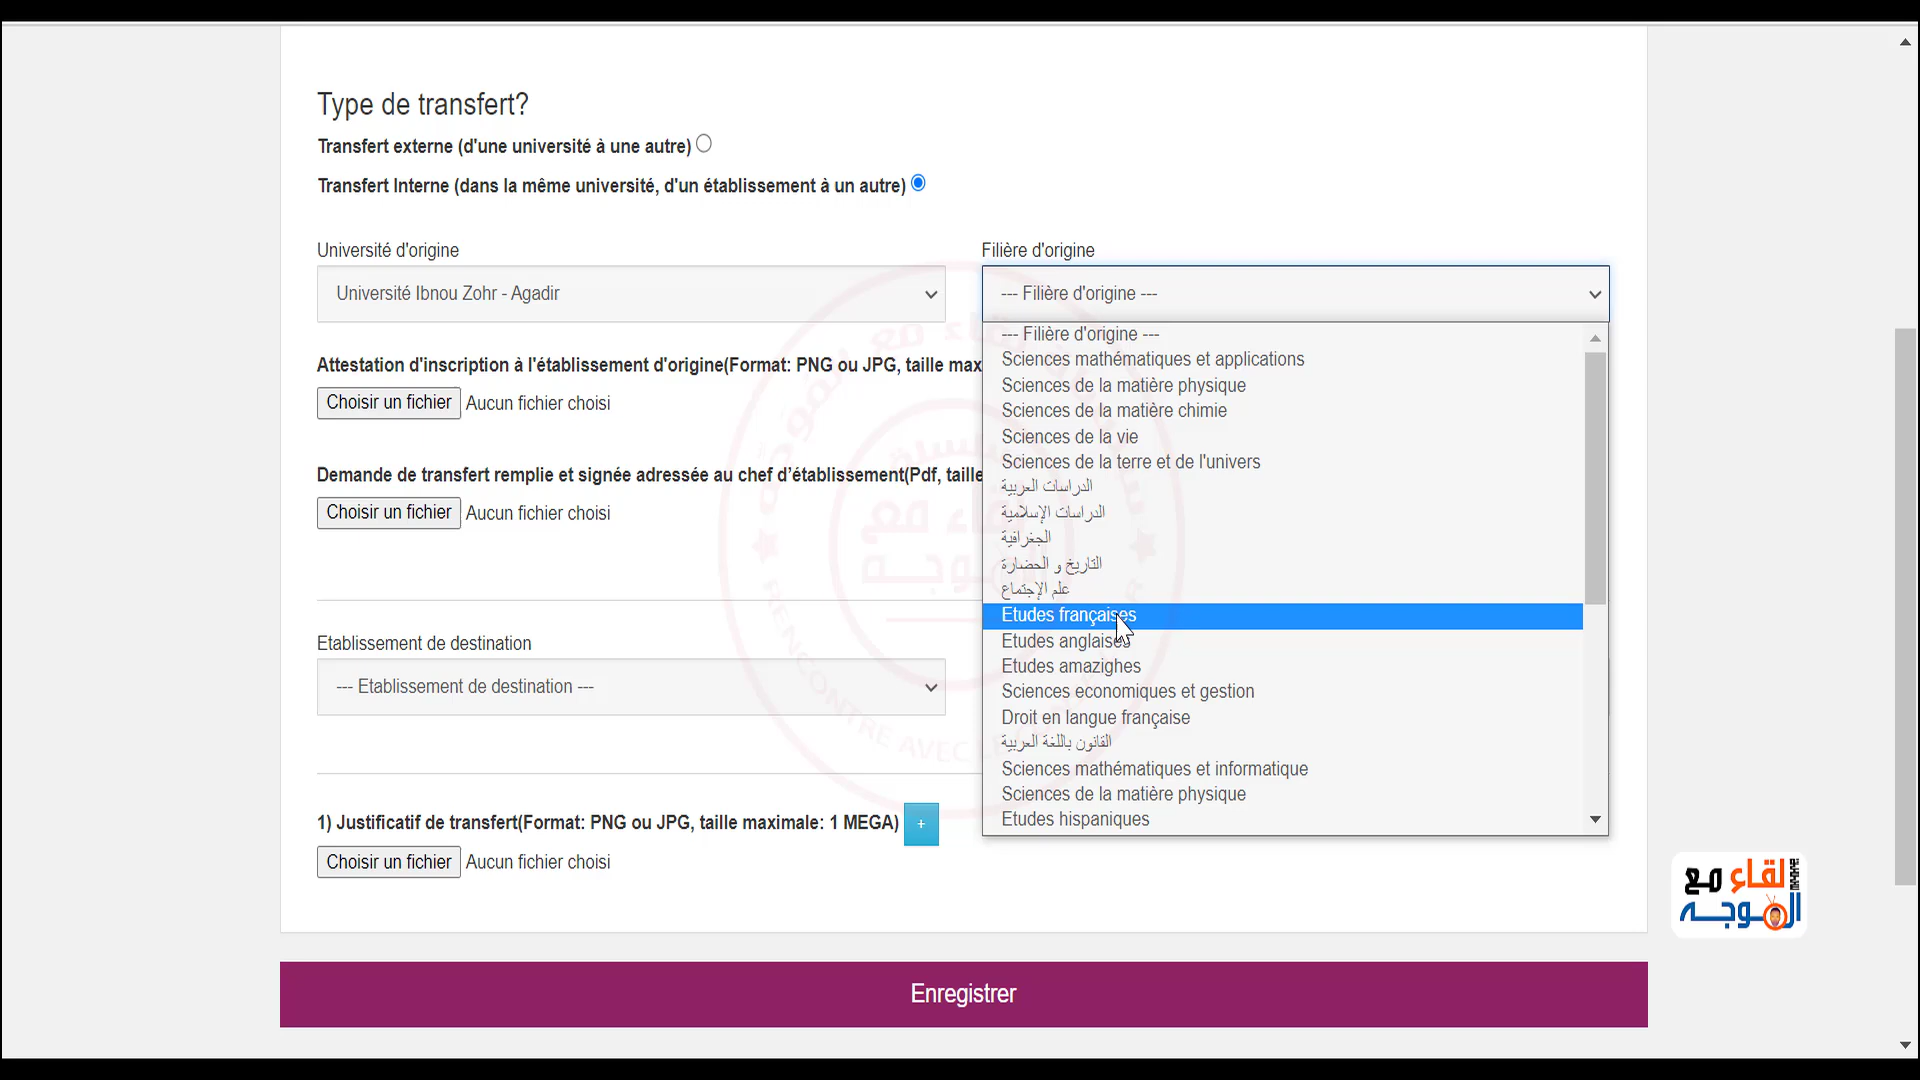 Type de transfert?
Transfert externe (d'une université à une autre)
Transfert Interne (dans la même université, d'un établissement à un autre)
Université d'origine
Université Ibnou Zohr - Agadir
Filière d'origine
--- Filière d'origine ---
--- Filière d'origine ---
Sciences mathématiques et applications
Sciences de la matière physique
Sciences de la matière chimie
Sciences de la vie
Sciences de la terre et de l'univers
الدراسات العربية
الدراسات الإسلامية
الجغرافية
التاريخ و الحضارة
علم الإجتماع
Etudes françaises
Etudes anglaises
Etudes amazighes
Sciences economiques et gestion
Droit en langue française
القانون باللغة العربية
Sciences mathématiques et informatique
Sciences de la matière physique
Etudes hispaniques
Attestation d'inscription à l'établissement d'origine(Format: PNG ou JPG, taille max
Choisir un fichier Aucun fichier choisi
Demande de transfert remplie et signée adressée au chef d’établissement(Pdf, taille
Choisir un fichier Aucun fichier choisi
Etablissement de destination
--- Etablissement de destination ---
1) Justificatif de transfert(Format: PNG ou JPG, taille maximale: 1 MEGA) +
Choisir un fichier Aucun fichier choisi
Enregistrer
لقاء مع
الموجه
RENCONTRE AVEC